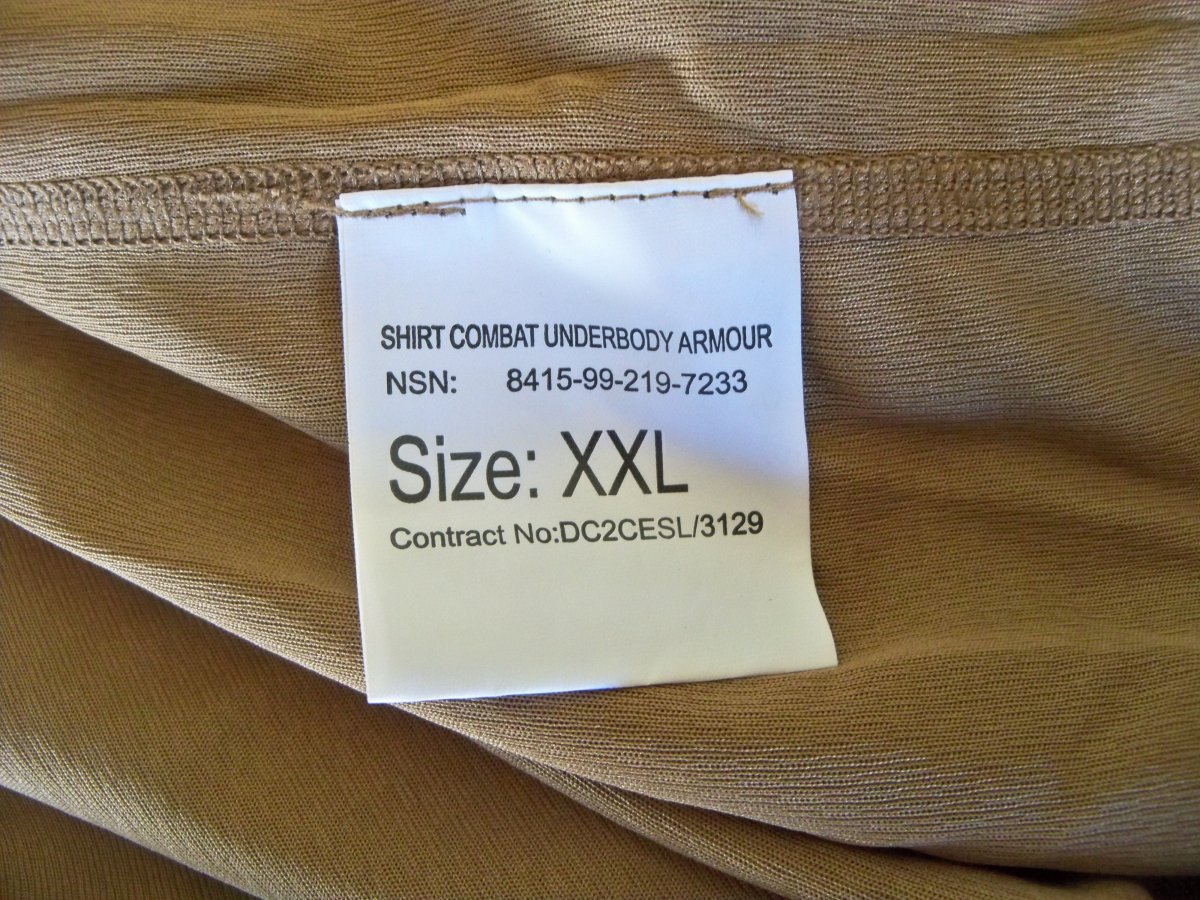 SHIRT COMBAT UNDERBODY ARMOUR
NSN: 8415-99-219-7233
Size: XXL
Contract No:DC2CESL/3129